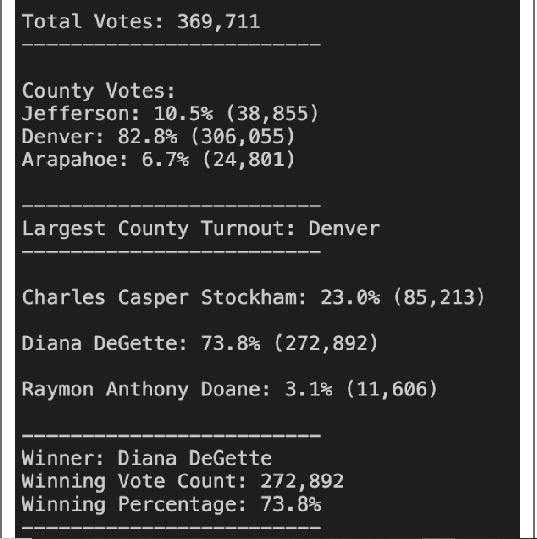 Total Votes: 369,711
-------------------------
County Votes:
Jefferson: 10.5% (38,855)
Denver: 82.8% (306,055)
Arapahoe: 6.7% (24,801)
-------------------------
Largest County Turnout: Denver
-------------------------
Charles Casper Stockham: 23.0% (85,213)
Diana DeGette: 73.8% (272,892)
Raymon Anthony Doane: 3.1% (11,606)
-------------------------
Winner: Diana DeGette
Winning Vote Count: 272,892
Winning Percentage: 73.8%
-------------------------